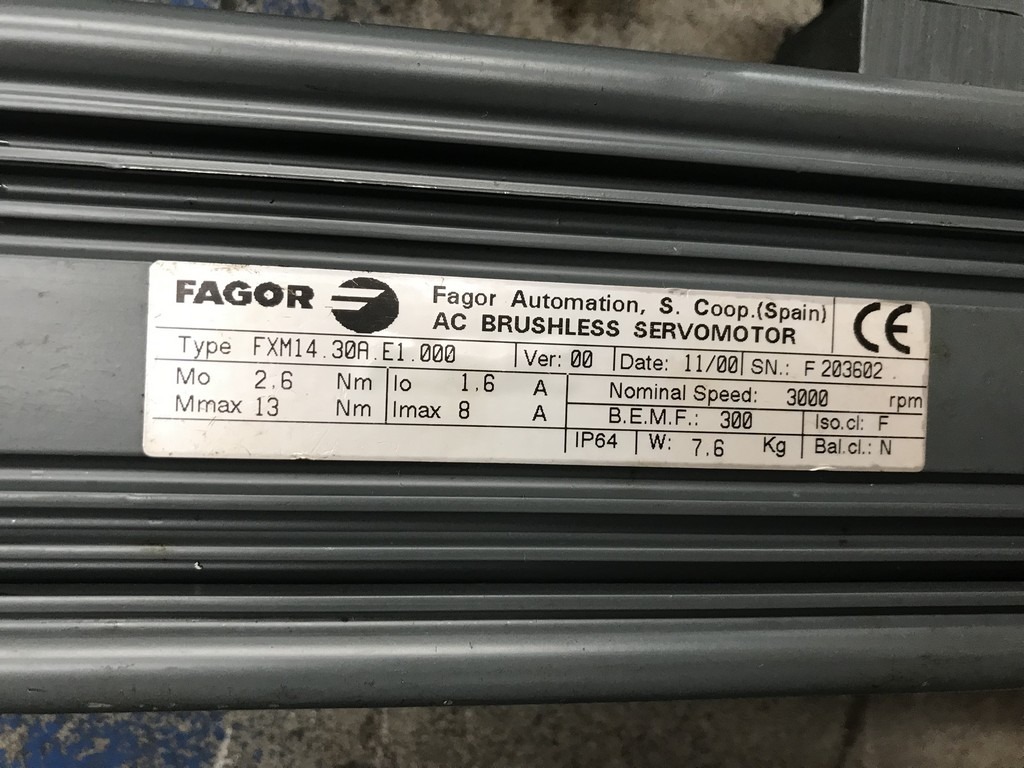 FAGOR Fagor Automation, S. Coop.(Spain) CE
AC BRUSHLESS SERVOMOTOR
Type FXM14.30A.E1.000 Ver: 00 Date: 11/00 SN.: F 203602 .
Mo 2.6 Nm Io 1.6 A Nominal Speed: 3000 rpm
Mmax 13 Nm Imax 8 A B.E.M.F.: 300 Iso.cl: F
IP64 W: 7.6 Kg Bal.cl.: N